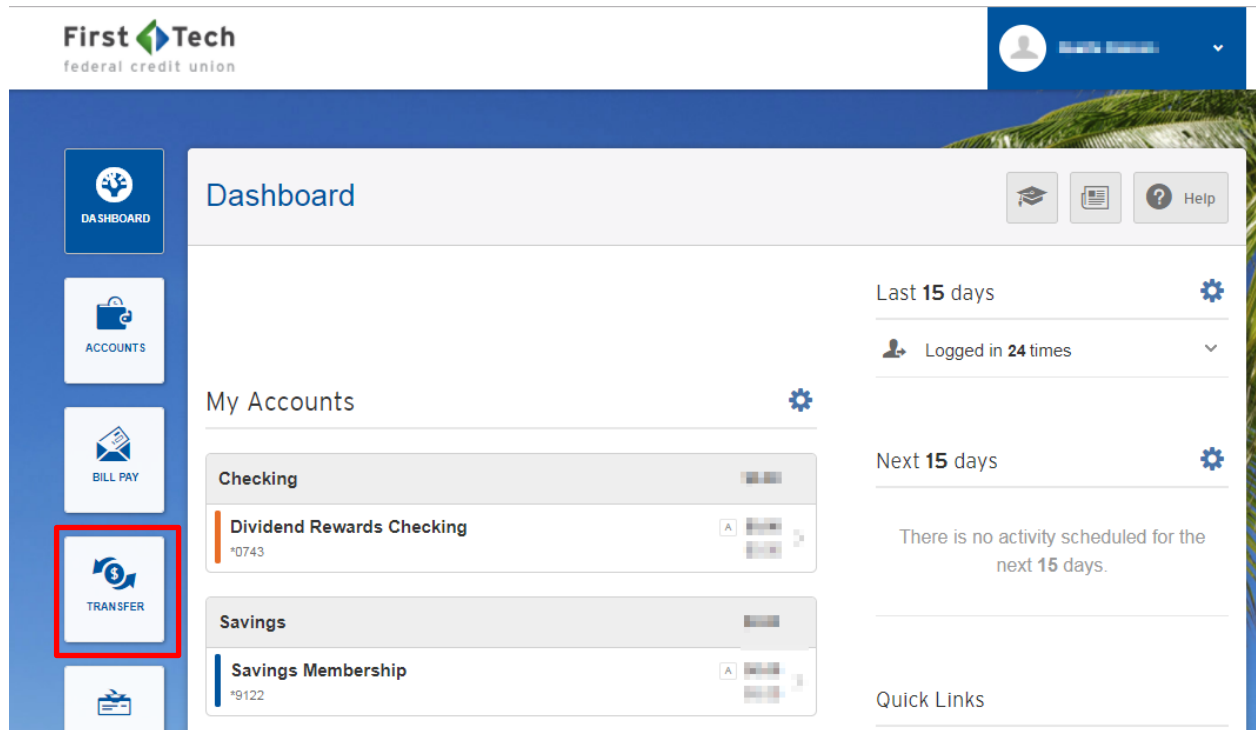 First Tech
federal credit union
DASHBOARD
Dashboard
Help
ACCOUNTS
BILL PAY
TRANSFER
My Accounts
Checking
Dividend Rewards Checking
A
*0743
Savings
Savings Membership
A
*9122
Last 15 days
Logged in 24 times
Next 15 days
There is no activity scheduled for the
next 15 days.
Quick Links